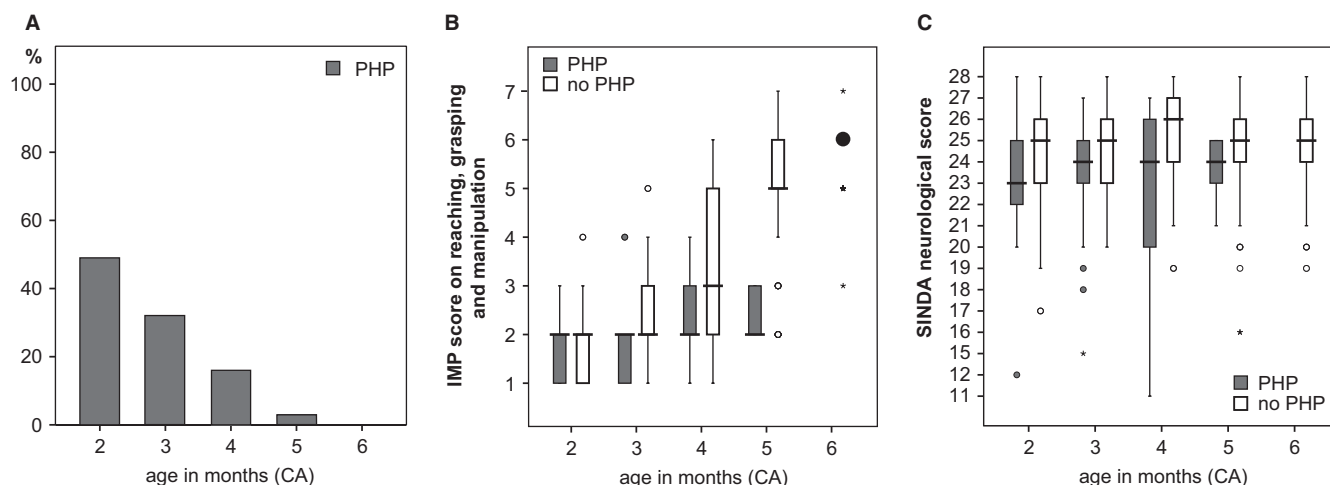 A
%
100
80
60
40
20
0
PHP
2 3 4 5 6
age in months (CA)
B
IMP score on reaching, grasping
and manipulation
PHP
no PHP
7
6
5
4
3
2
1
2 3 4 5 6
age in months (CA)
C
SINDA neurological score
28
27
26
25
24
23
22
21
20
19
18
17
16
15
12
11
PHP
no PHP
2 3 4 5 6
age in months (CA)